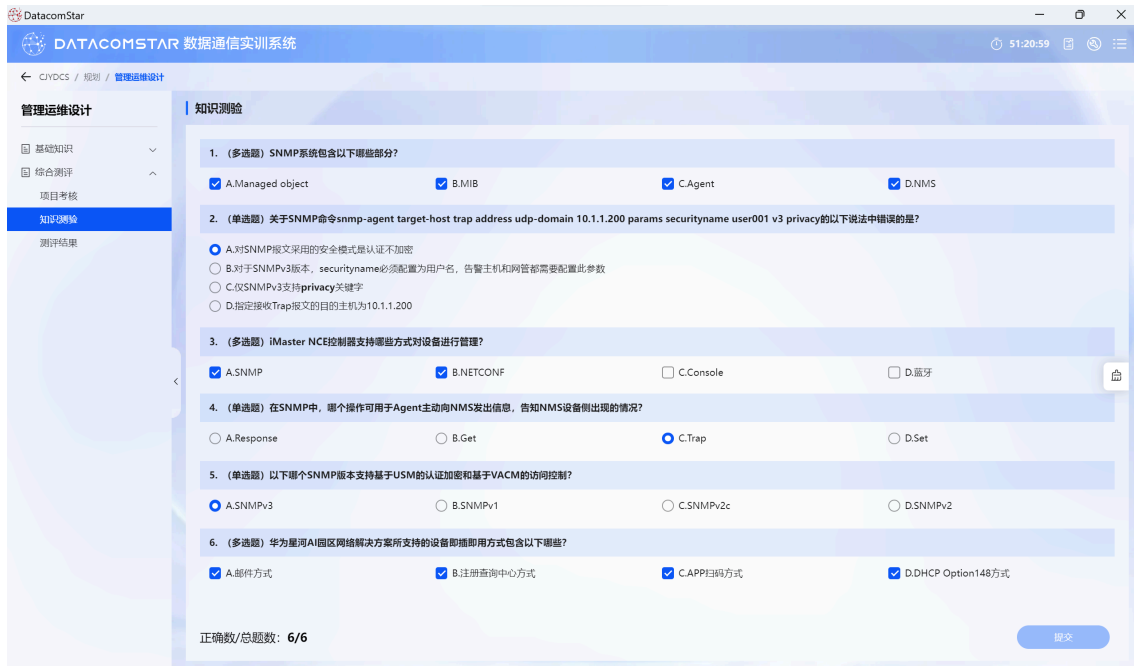 DatacomStar
DATACOMSTAR 数据通信实训系统
51:20:59
CJYDCS / 规划 / 管理运维设计
管理运维设计
基础知识
综合测评
项目考核
知识测验
测评结果
知识测验
1. （多选题）SNMP系统包含以下哪些部分?
A.Managed object B.MIB C.Agent D.NMS
2. （单选题）关于SNMP命令snmp-agent target-host trap address udp-domain 10.1.1.200 params securityname user001 v3 privacy的以下说法中错误的是?
A.对SNMP报文采用的安全模式是认证不加密
B.对于SNMPv3版本，securityname必须配置为用户名，告警主机和网管都需要配置此参数
C.仅SNMPv3支持privacy关键字
D.指定接收Trap报文的目的主机为10.1.1.200
3. （多选题）iMaster NCE控制器支持哪些方式对设备进行管理?
A.SNMP B.NETCONF C.Console D.蓝牙
4. （单选题）在SNMP中，哪个操作可用于Agent主动向NMS发出信息，告知NMS设备侧出现的情况?
A.Response B.Get C.Trap D.Set
5. （单选题）以下哪个SNMP版本支持基于USM的认证加密和基于VACM的访问控制?
A.SNMPv3 B.SNMPv1 C.SNMPv2c D.SNMPv2
6. （多选题）华为星河AI园区网络解决方案所支持的设备即插即用方式包含以下哪些?
A.邮件方式 B.注册查询中心方式 C.APP扫码方式 D.DHCP Option148方式
正确数/总题数：6/6
提交